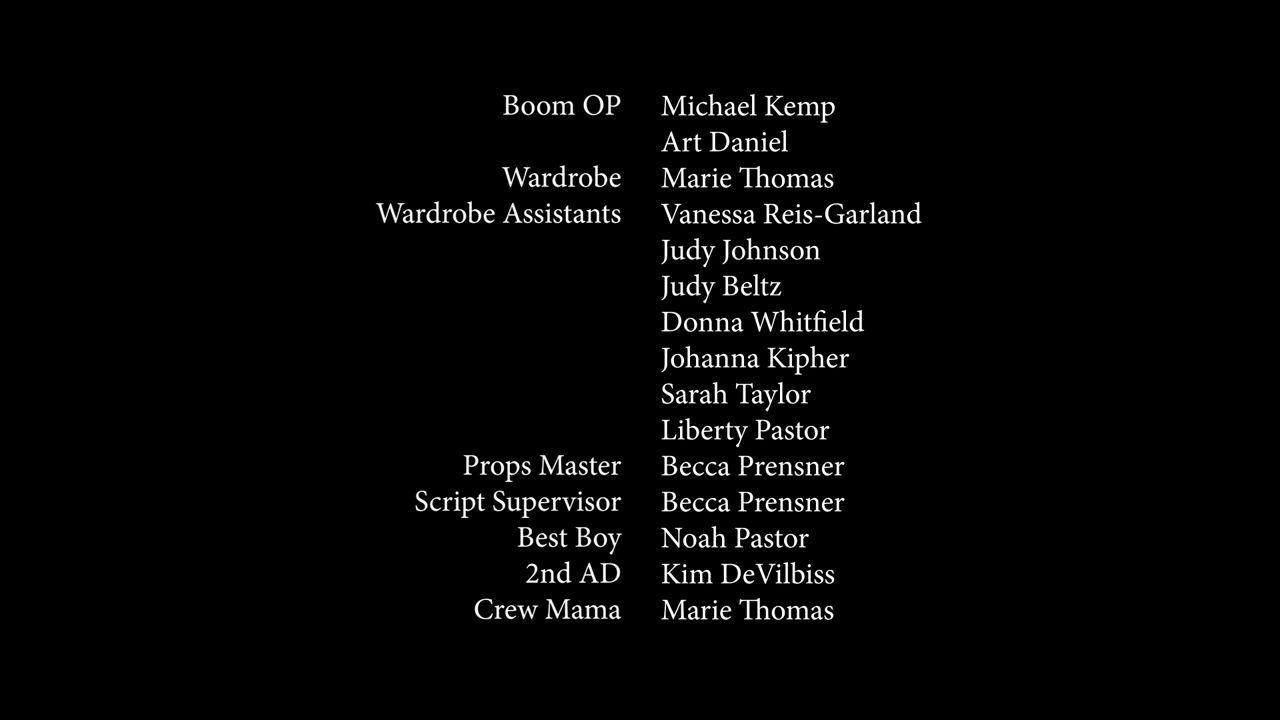 Boom OP Michael Kemp
Art Daniel
Wardrobe Marie Thomas
Wardrobe Assistants Vanessa Reis-Garland
Judy Johnson
Judy Beltz
Donna Whitfield
Johanna Kipher
Sarah Taylor
Liberty Pastor
Props Master Becca Prensner
Script Supervisor Becca Prensner
Best Boy Noah Pastor
2nd AD Kim DeVilbiss
Crew Mama Marie Thomas